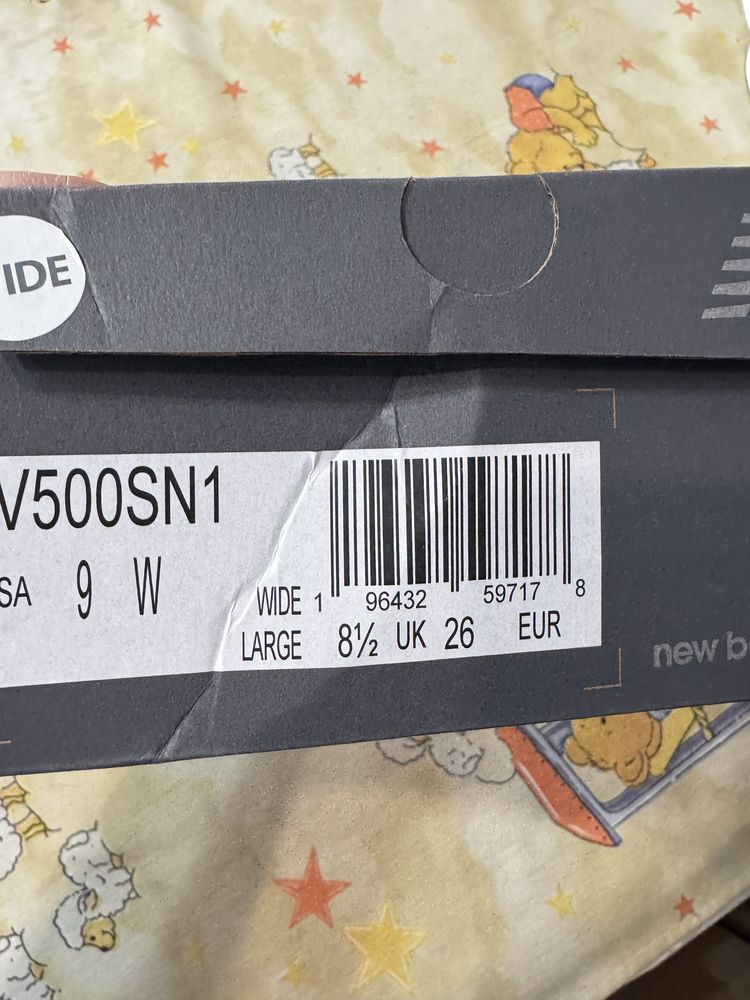 IDE
V500SN1
SA 9 W
WIDE 1 96432 59717 8
LARGE 8½ UK 26 EUR
new b